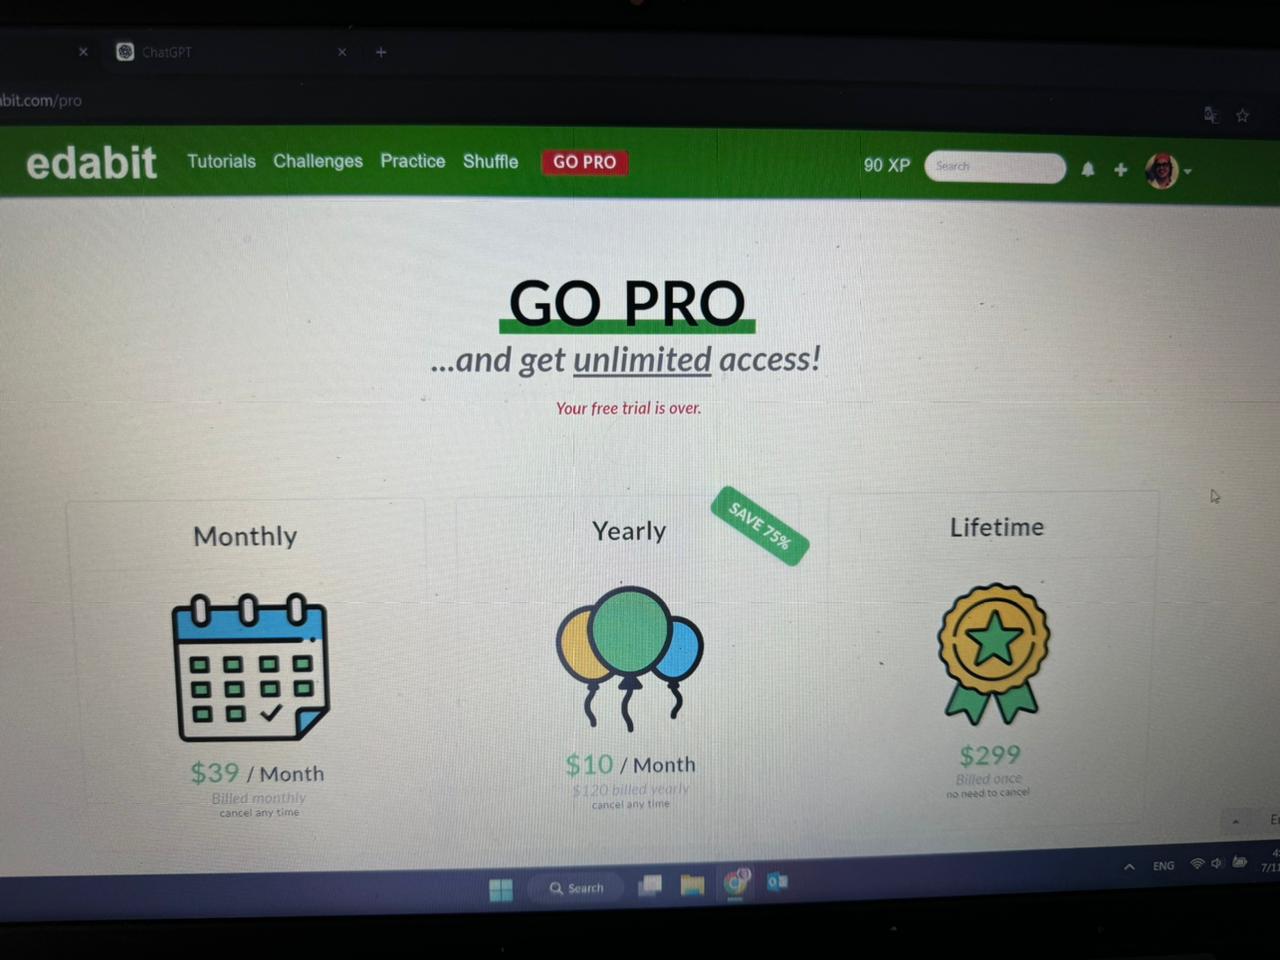 ChatGPT
bit.com/pro
edabit Tutorials Challenges Practice Shuffle GO PRO 90 XP Search
GO PRO
...and get unlimited access!
Your free trial is over.
Monthly
$39 / Month
Billed monthly
cancel any time
Yearly
SAVE 75%
$10 / Month
$120 billed yearly
cancel any time
Lifetime
$299
Billed once
no need to cancel
Search
ENG